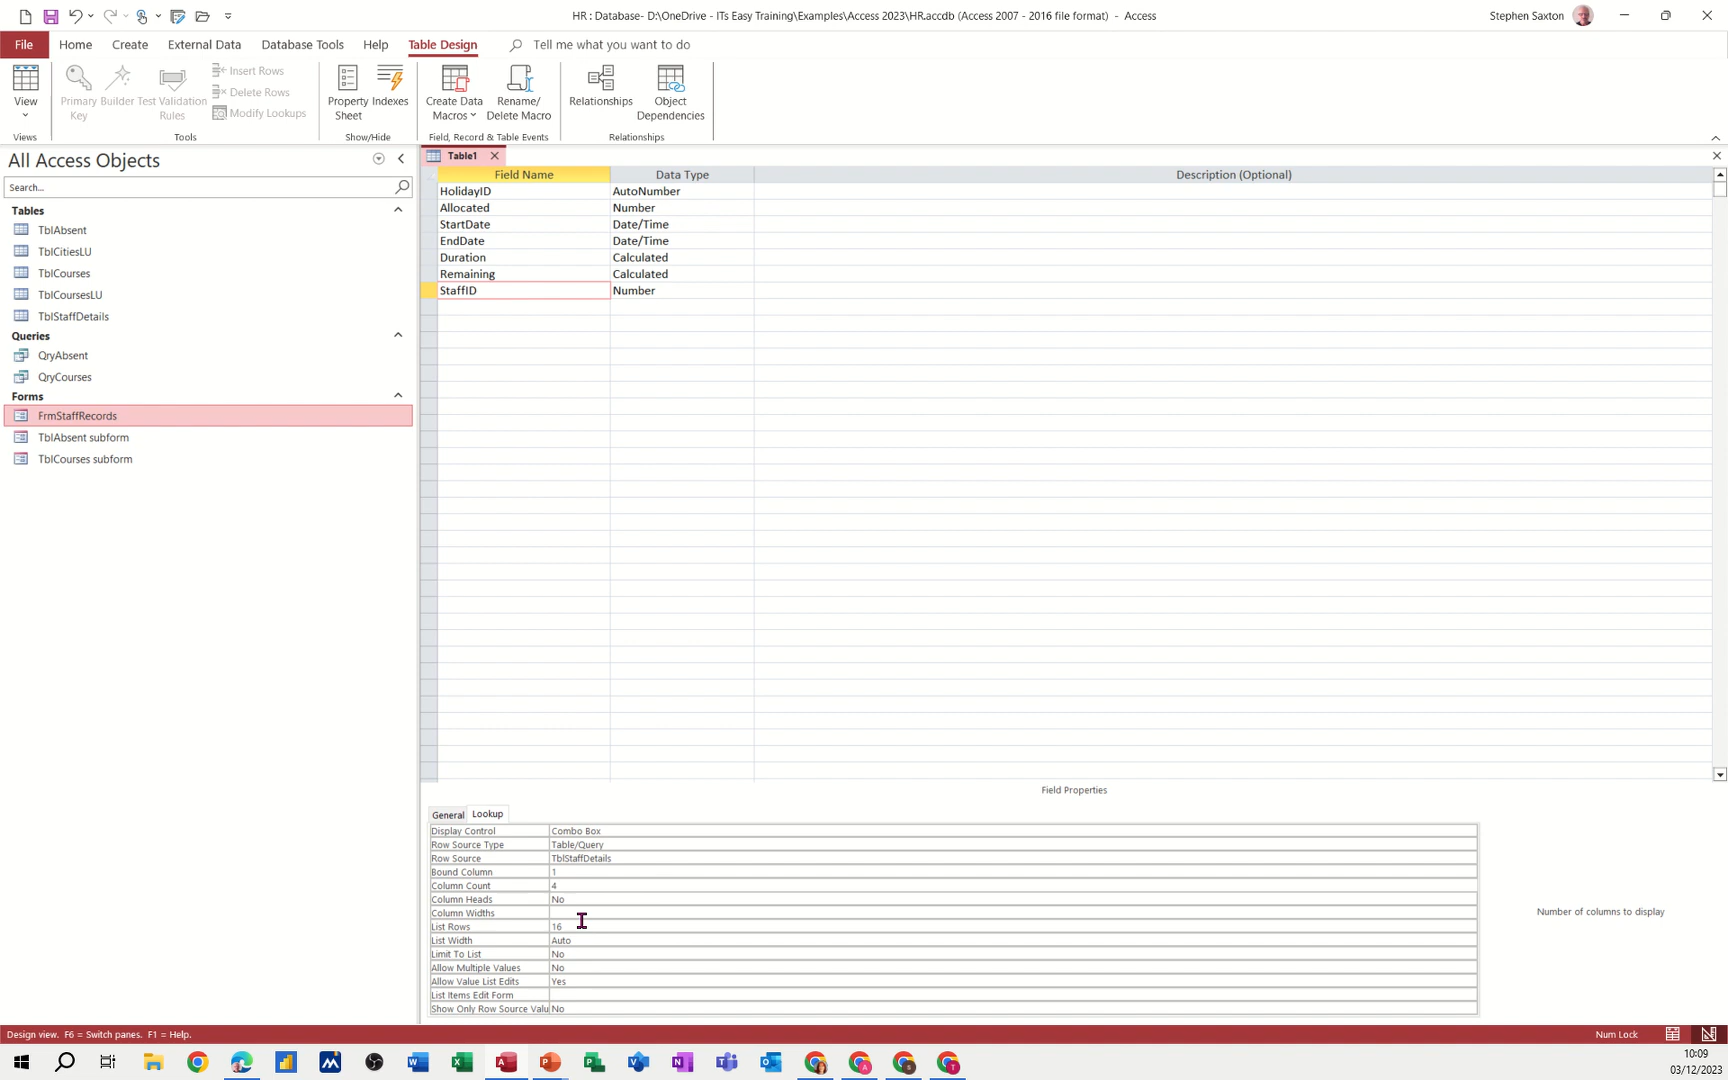 HR : Database- D:\OneDrive - ITs Easy Training\Examples\Access 2023\HR.accdb (Access 2007 - 2016 file format) - Access
Stephen Saxton
File Home Create External Data Database Tools Help Table Design Tell me what you want to do
View
Primary Key
Builder
Test Validation Rules
Insert Rows
Delete Rows
Modify Lookups
Property Sheet
Indexes
Create Data Macros
Rename/ Delete Macro
Relationships
Object Dependencies
Views Tools Show/Hide Field, Record & Table Events Relationships
All Access Objects
Search...
Tables
TblAbsent
TblCitiesLU
TblCourses
TblCoursesLU
TblStaffDetails
Queries
QryAbsent
QryCourses
Forms
FrmStaffRecords
TblAbsent subform
TblCourses subform
Table1
Field Name Data Type Description (Optional)
HolidayID AutoNumber
Allocated Number
StartDate Date/Time
EndDate Date/Time
Duration Calculated
Remaining Calculated
StaffID Number
Field Properties
General Lookup
Display Control Combo Box
Row Source Type Table/Query
Row Source TblStaffDetails
Bound Column 1
Column Count 4
Column Heads No
Column Widths
List Rows 16
List Width Auto
Limit To List No
Allow Multiple Values No
Allow Value List Edits Yes
List Items Edit Form
Show Only Row Source Valu No
Number of columns to display
Design view. F6 = Switch panes. F1 = Help.
Num Lock
10:09
03/12/2023